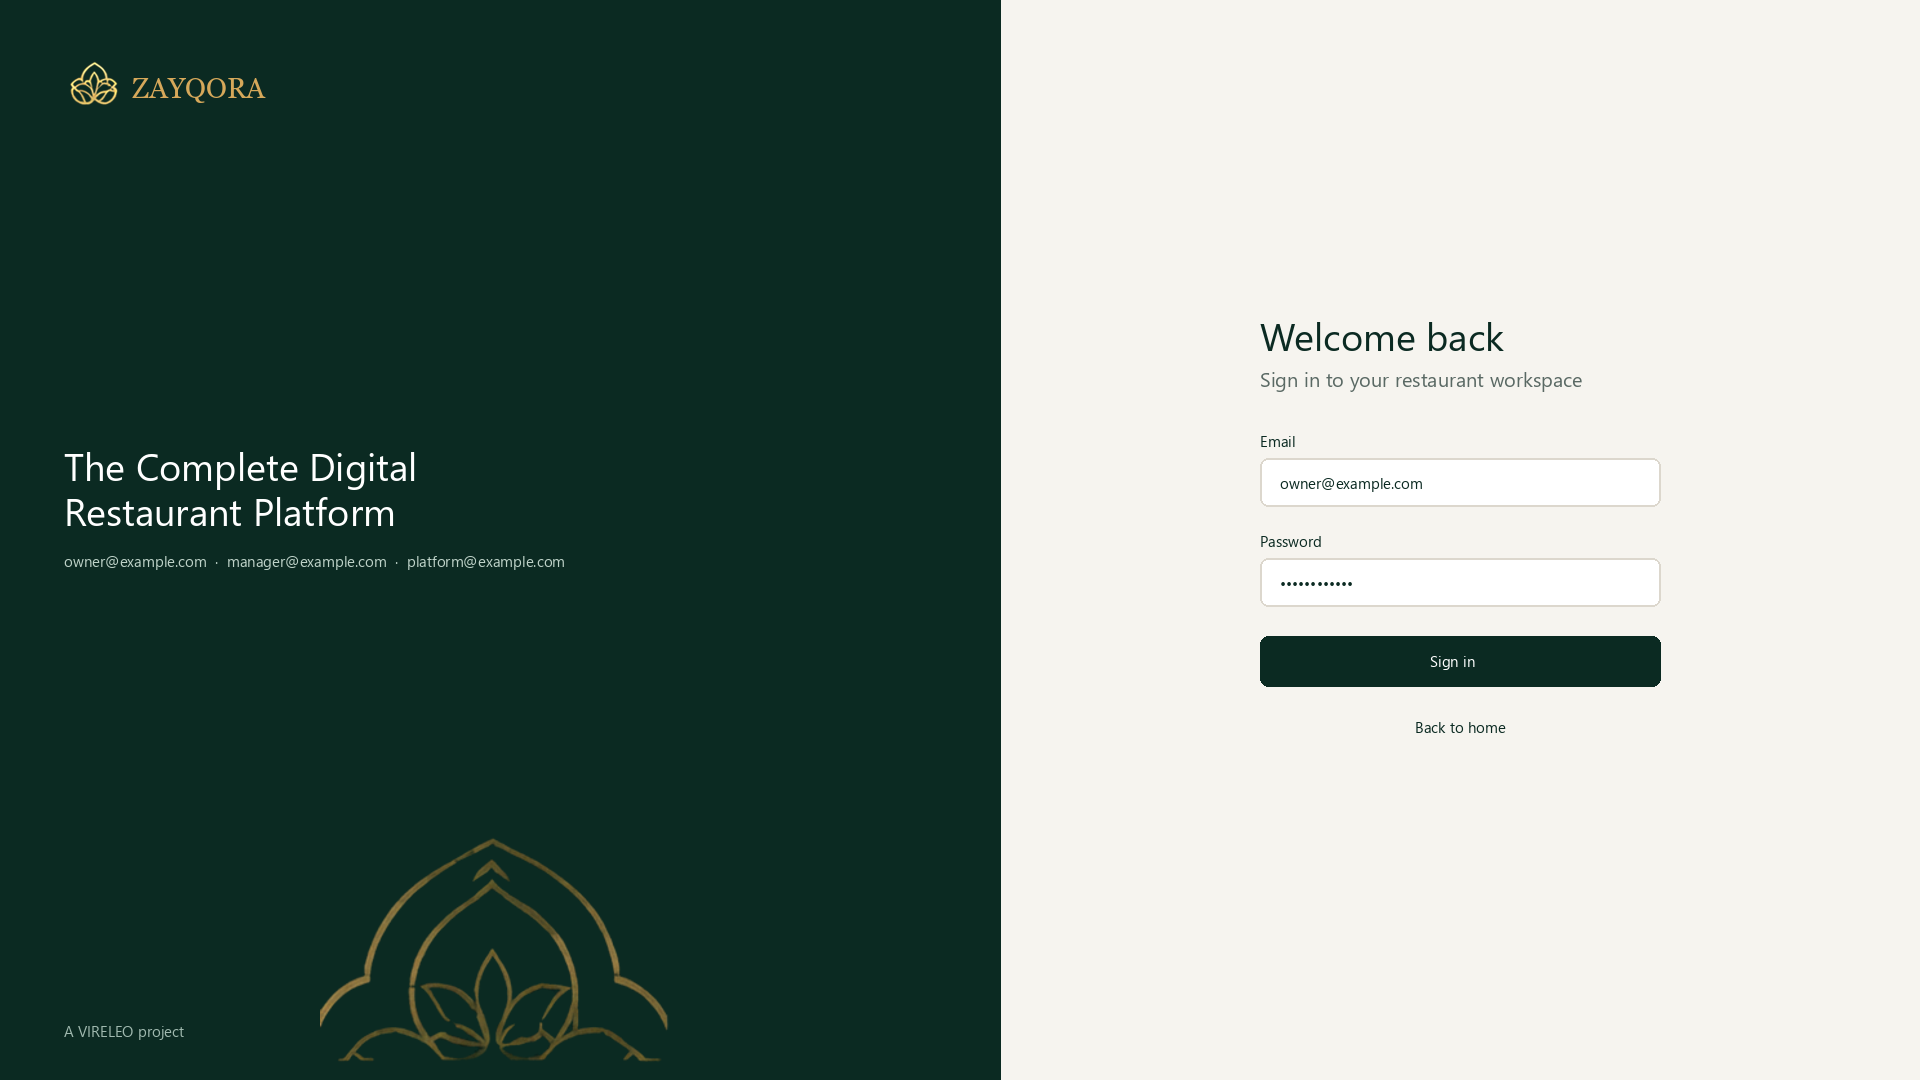 ZAYQORA
The Complete Digital
Restaurant Platform
owner@example.com · manager@example.com · platform@example.com
A VIRELEO project
Welcome back
Sign in to your restaurant workspace
Email
owner@example.com
Password
••••••••••••
Sign in
Back to home